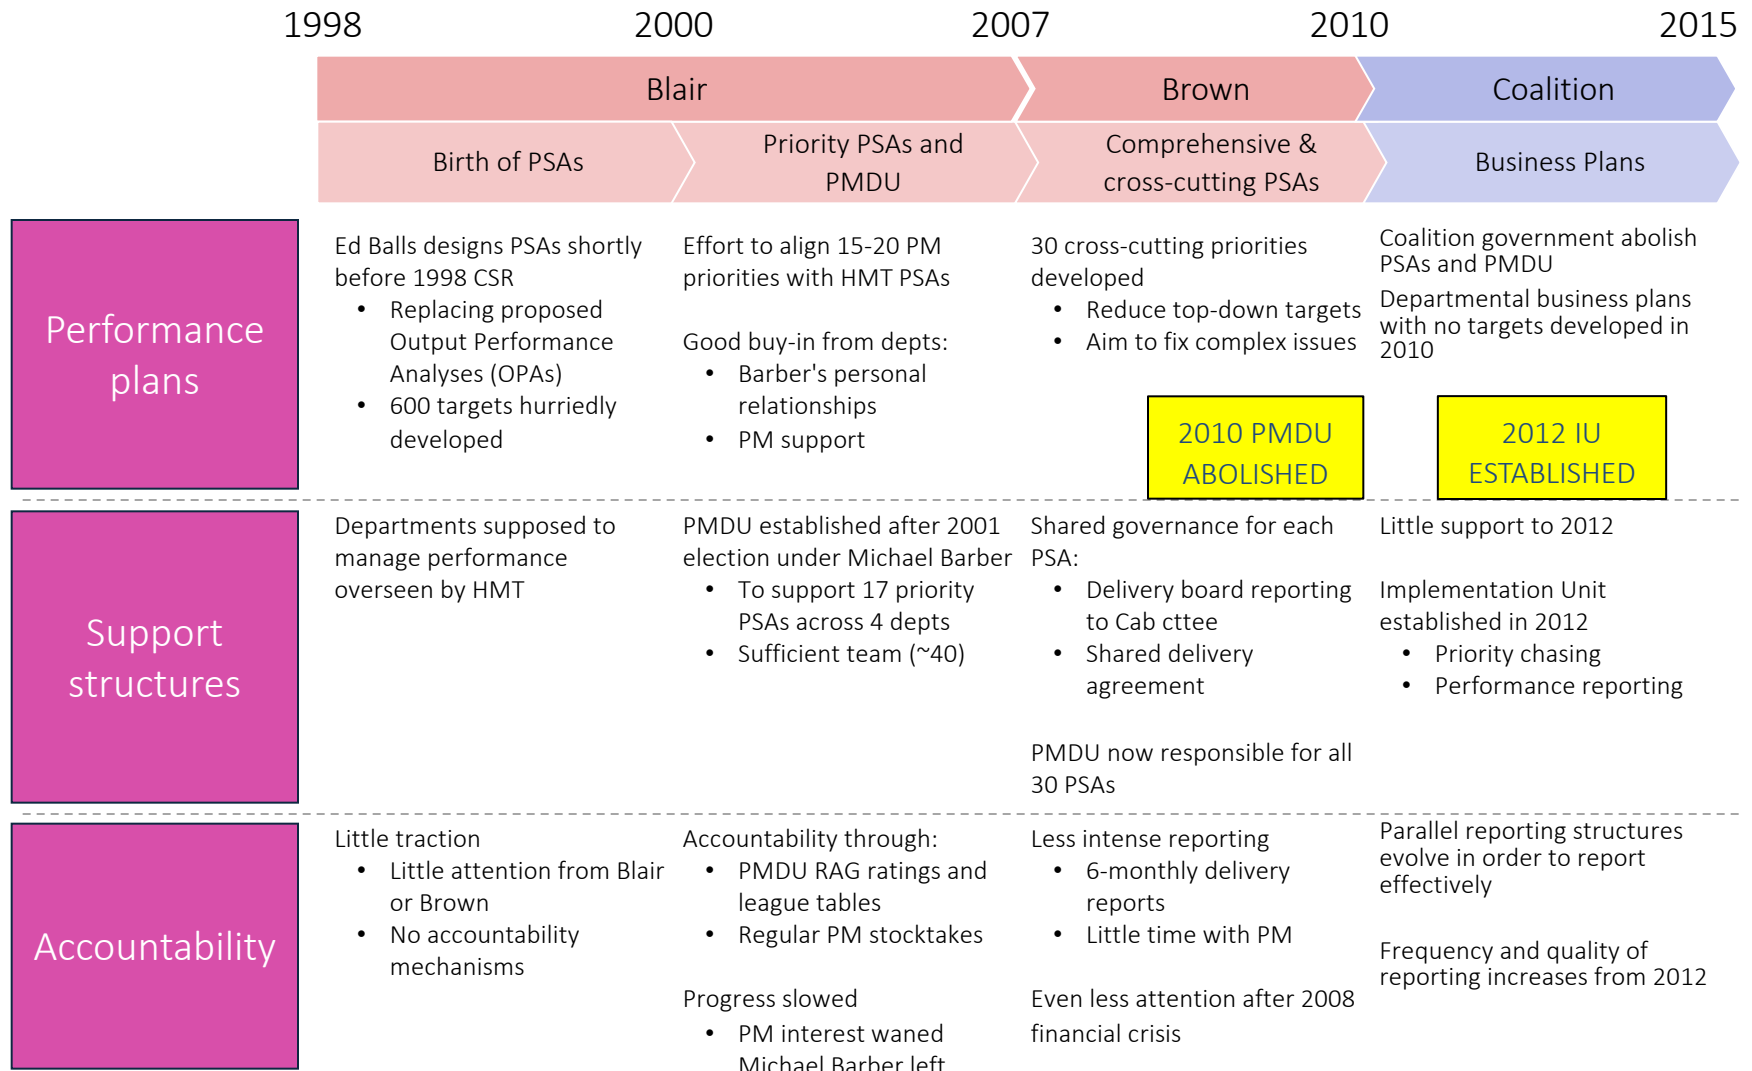 1998
2000
2007
2010
2015
Blair
Brown
Coalition
Birth of PSAs
Priority PSAs and
PMDU
Comprehensive &
cross-cutting PSAs
Business Plans
Performance
plans
Ed Balls designs PSAs shortly
before 1998 CSR
• Replacing proposed
Output Performance
Analyses (OPAs)
• 600 targets hurriedly
developed
Effort to align 15-20 PM
priorities with HMT PSAs
Good buy-in from depts:
• Barber's personal
relationships
• PM support
30 cross-cutting priorities
developed
• Reduce top-down targets
• Aim to fix complex issues
2010 PMDU
ABOLISHED
Coalition government abolish
PSAs and PMDU
Departmental business plans
with no targets developed in
2010
2012 IU
ESTABLISHED
Support
structures
Departments supposed to
manage performance
overseen by HMT
PMDU established after 2001
election under Michael Barber
• To support 17 priority
PSAs across 4 depts
• Sufficient team (~40)
Shared governance for each
PSA:
• Delivery board reporting
to Cab cttee
• Shared delivery
agreement
PMDU now responsible for all
30 PSAs
Little support to 2012
Implementation Unit
established in 2012
• Priority chasing
• Performance reporting
Accountability
Little traction
• Little attention from Blair
or Brown
• No accountability
mechanisms
Accountability through:
• PMDU RAG ratings and
league tables
• Regular PM stocktakes
Progress slowed
• PM interest waned
Michael Barber left
Less intense reporting
• 6-monthly delivery
reports
• Little time with PM
Even less attention after 2008
financial crisis
Parallel reporting structures
evolve in order to report
effectively
Frequency and quality of
reporting increases from 2012